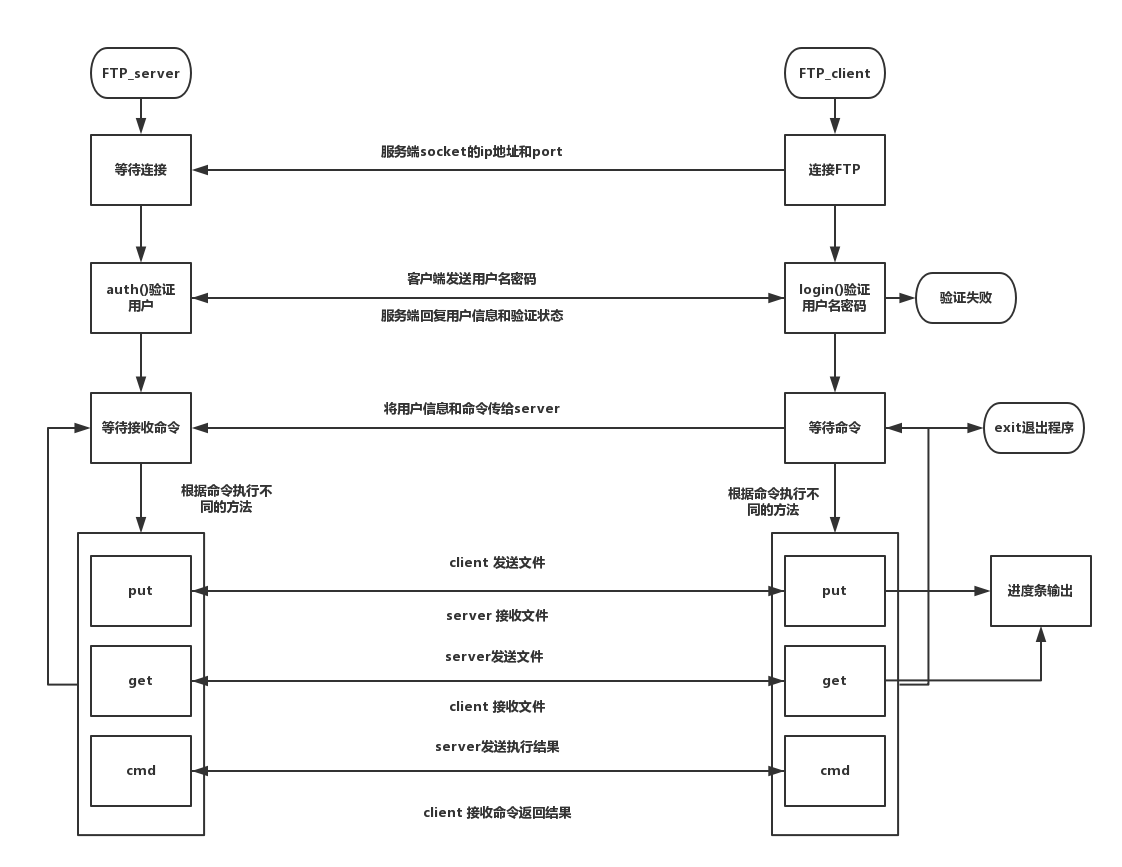 FTP_server
FTP_client
服务端socket的ip地址和port
等待连接
连接FTP
客户端发送用户名密码
auth()验证
用户
login()验证
用户名密码
验证失败
服务端回复用户信息和验证状态
将用户信息和命令传给server
等待接收命令
等待命令
exit退出程序
根据命令执行不
同的方法
根据命令执行不
同的方法
client 发送文件
put
put
进度条输出
server 接收文件
server发送文件
get
get
client 接收文件
server发送执行结果
cmd
cmd
client 接收命令返回结果